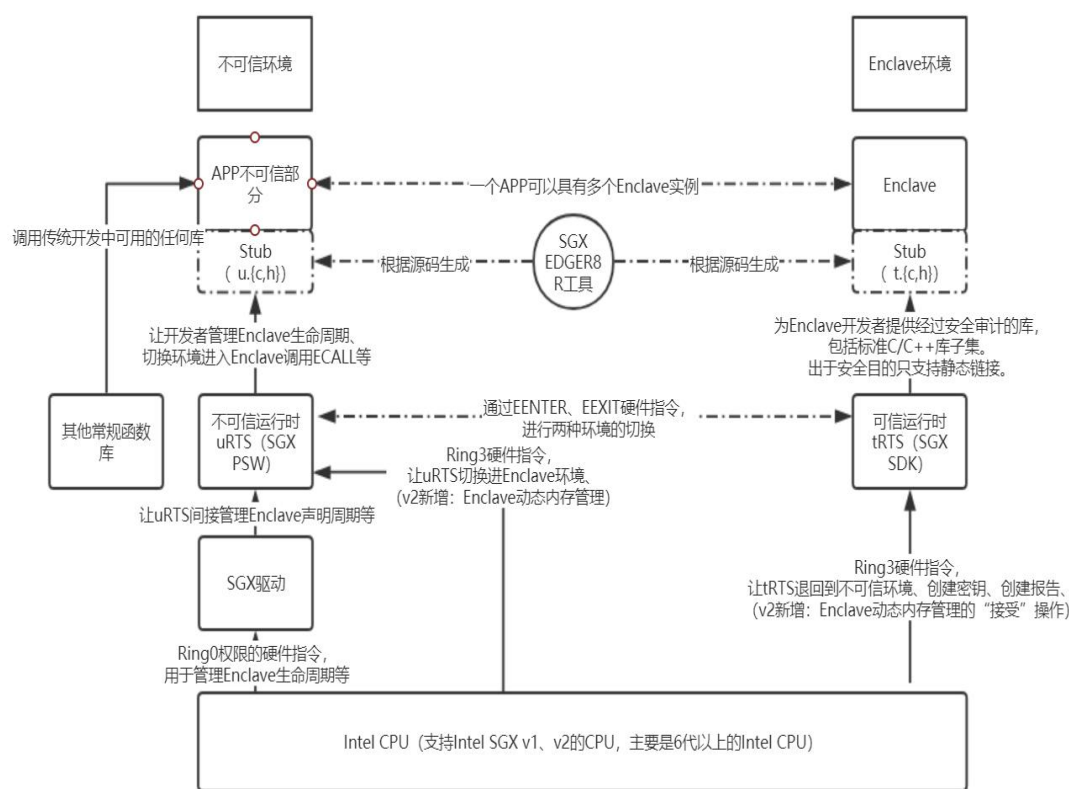 不可信环境
Enclave环境
APP不可信部
分
一个APP可以具有多个Enclave实例
Enclave
调用传统开发中可用的任何库
Stub
（ u.{c,h}）
根据源码生成
SGX
EDGER8
R工具
根据源码生成
Stub
（ t.{c,h}）
让开发者管理Enclave生命周期、
切换环境进入Enclave调用ECALL等
为Enclave开发者提供经过安全审计的库，
包括标准C/C++库子集。
出于安全目的只支持静态链接。
其他常规函数
库
不可信运行时
uRTS（SGX
PSW）
通过EENTER、EEXIT硬件指令，
进行两种环境的切换
可信运行时
tRTS（SGX
SDK）
Ring3硬件指令，
让uRTS切换进Enclave环境、
（v2新增：Enclave动态内存管理）
让uRTS间接管理Enclave声明周期等
SGX驱动
Ring3硬件指令，
让tRTS退回到不可信环境、创建密钥、创建报告、
（v2新增：Enclave动态内存管理的“接受”操作）
Ring0权限的硬件指令，
用于管理Enclave生命周期等
Intel CPU（支持Intel SGX v1、v2的CPU，主要是6代以上的Intel CPU）